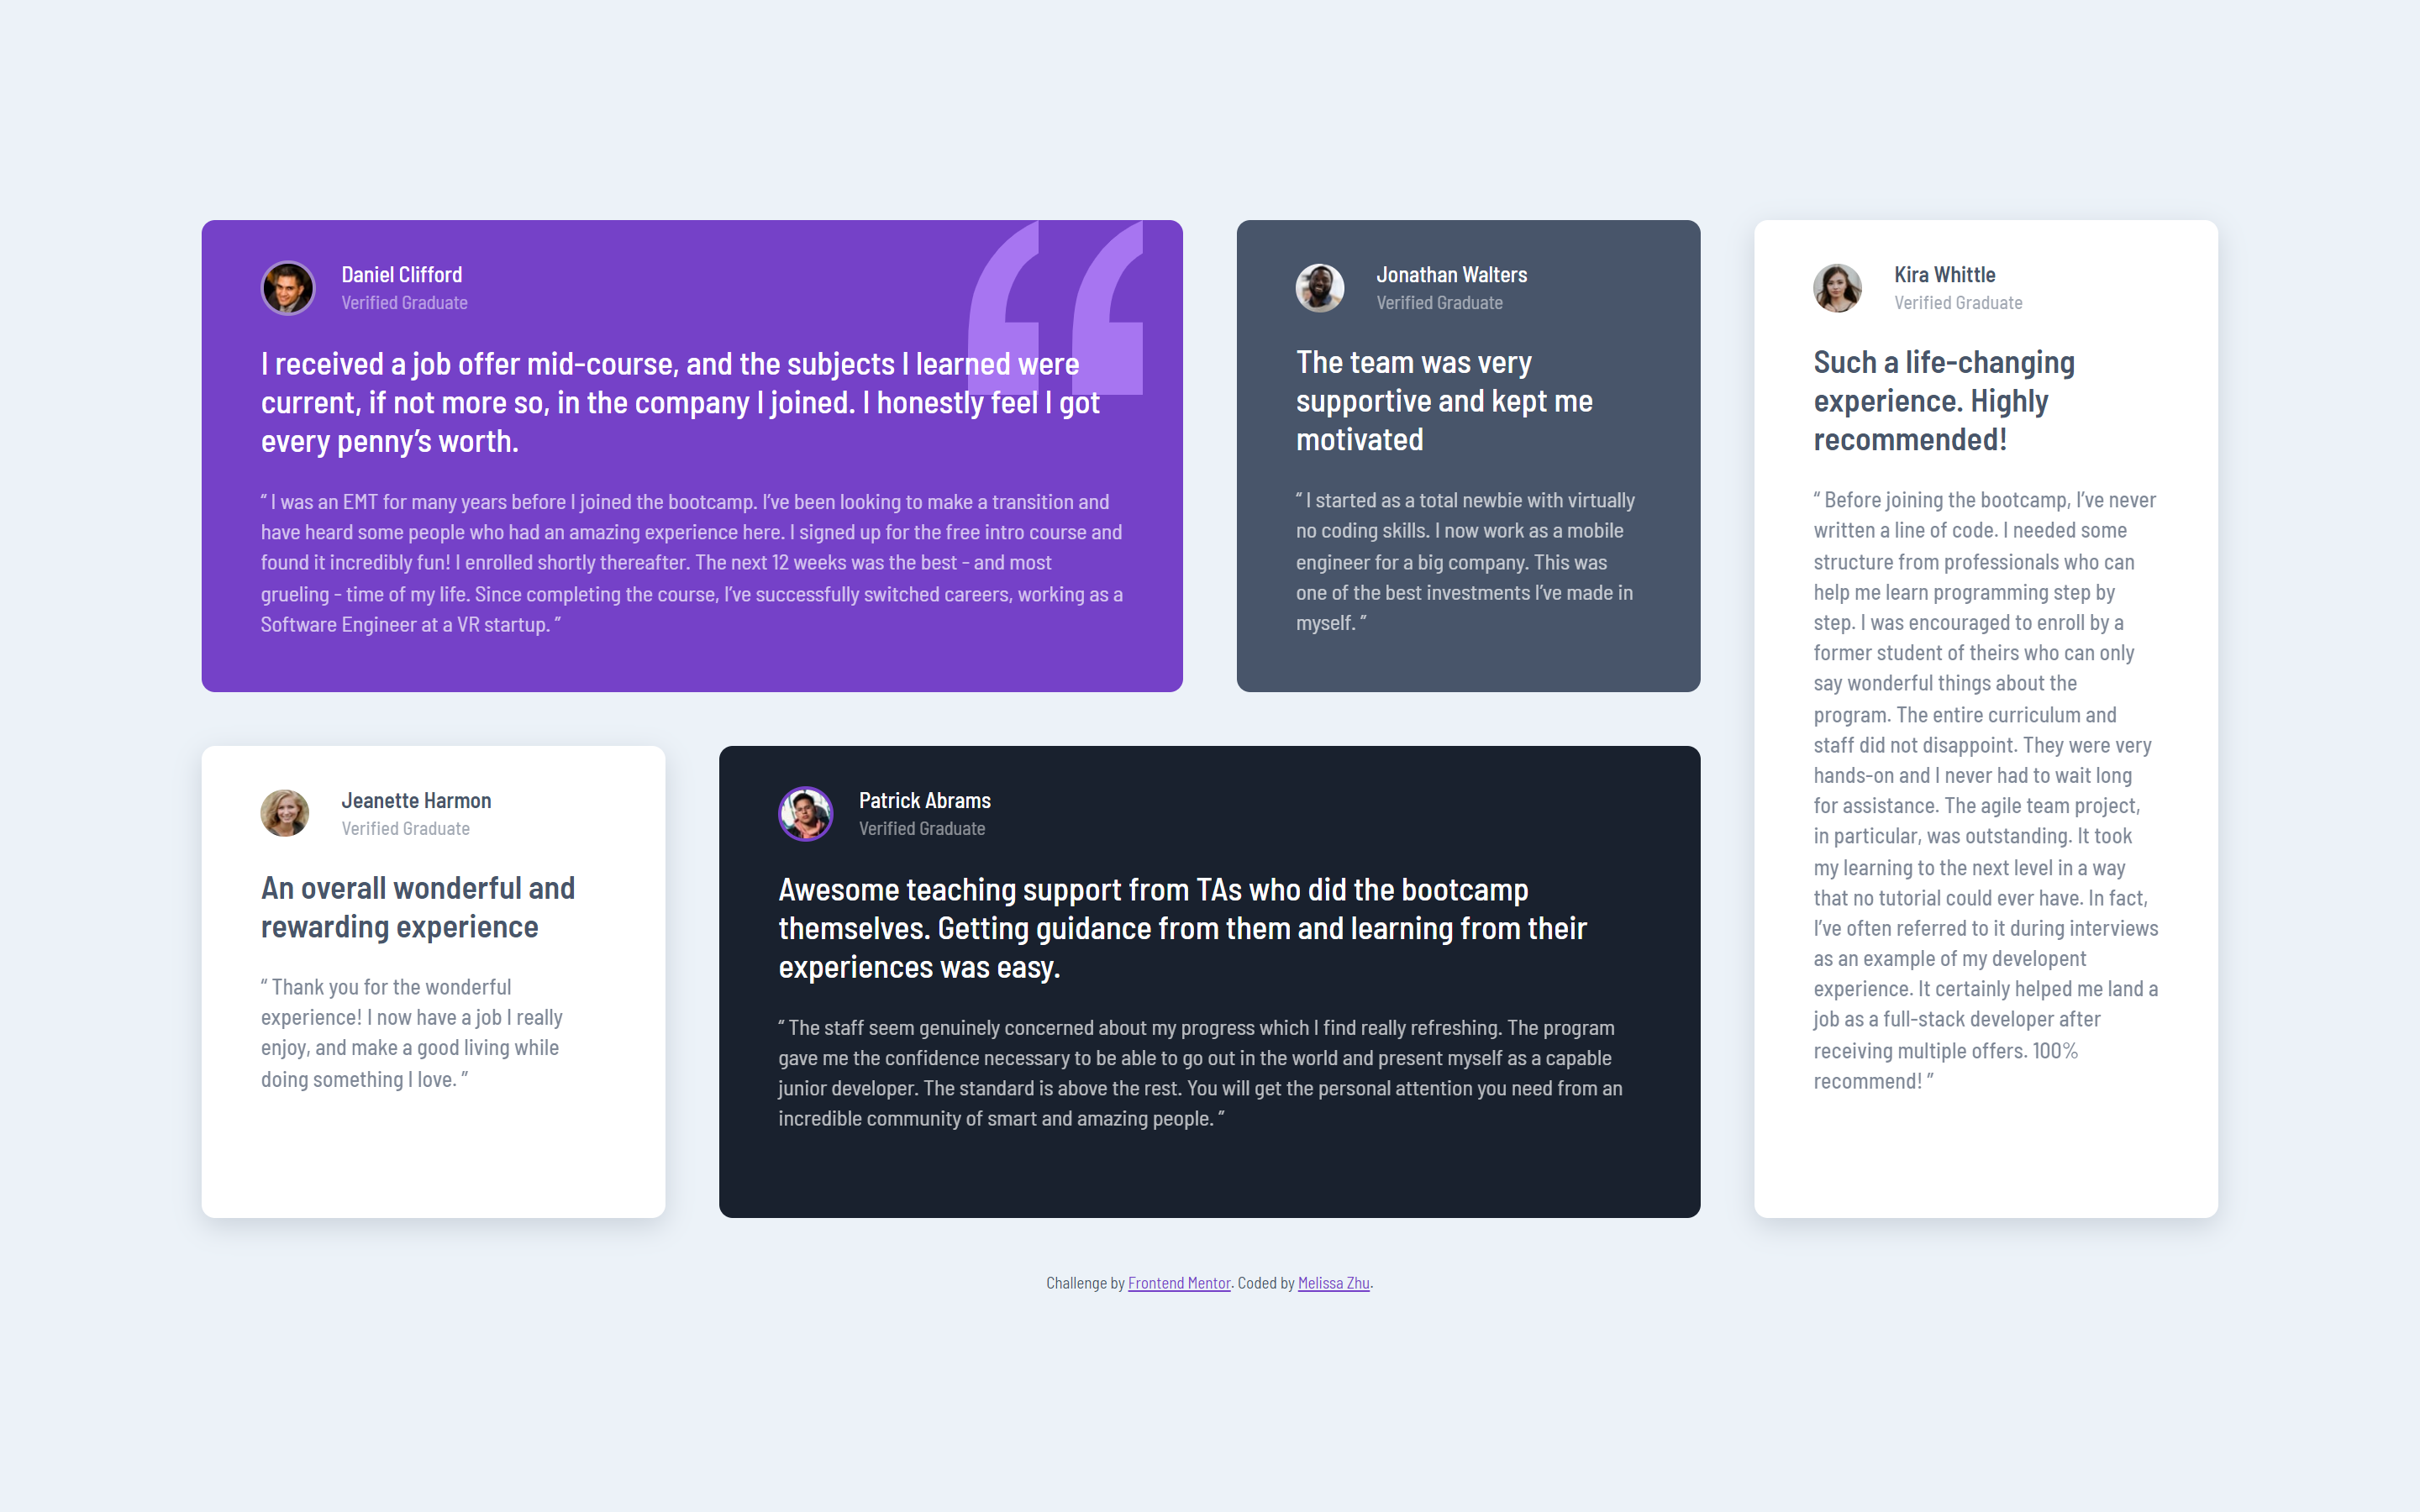 Daniel Clifford
Verified Graduate
I received a job offer mid-course, and the subjects I learned were
current, if not more so, in the company I joined. I honestly feel I got
every penny’s worth.
“ I was an EMT for many years before I joined the bootcamp. I’ve been looking to make a transition and
have heard some people who had an amazing experience here. I signed up for the free intro course and
found it incredibly fun! I enrolled shortly thereafter. The next 12 weeks was the best - and most
grueling - time of my life. Since completing the course, I’ve successfully switched careers, working as a
Software Engineer at a VR startup. ”
Jonathan Walters
Verified Graduate
The team was very
supportive and kept me
motivated
“ I started as a total newbie with virtually
no coding skills. I now work as a mobile
engineer for a big company. This was
one of the best investments I’ve made in
myself. ”
Kira Whittle
Verified Graduate
Such a life-changing
experience. Highly
recommended!
“ Before joining the bootcamp, I’ve never
written a line of code. I needed some
structure from professionals who can
help me learn programming step by
step. I was encouraged to enroll by a
former student of theirs who can only
say wonderful things about the
program. The entire curriculum and
staff did not disappoint. They were very
hands-on and I never had to wait long
for assistance. The agile team project,
in particular, was outstanding. It took
my learning to the next level in a way
that no tutorial could ever have. In fact,
I’ve often referred to it during interviews
as an example of my developent
experience. It certainly helped me land a
job as a full-stack developer after
receiving multiple offers. 100%
recommend! ”
Jeanette Harmon
Verified Graduate
An overall wonderful and
rewarding experience
“ Thank you for the wonderful
experience! I now have a job I really
enjoy, and make a good living while
doing something I love. ”
Patrick Abrams
Verified Graduate
Awesome teaching support from TAs who did the bootcamp
themselves. Getting guidance from them and learning from their
experiences was easy.
“ The staff seem genuinely concerned about my progress which I find really refreshing. The program
gave me the confidence necessary to be able to go out in the world and present myself as a capable
junior developer. The standard is above the rest. You will get the personal attention you need from an
incredible community of smart and amazing people. ”
Challenge by Frontend Mentor. Coded by Melissa Zhu.